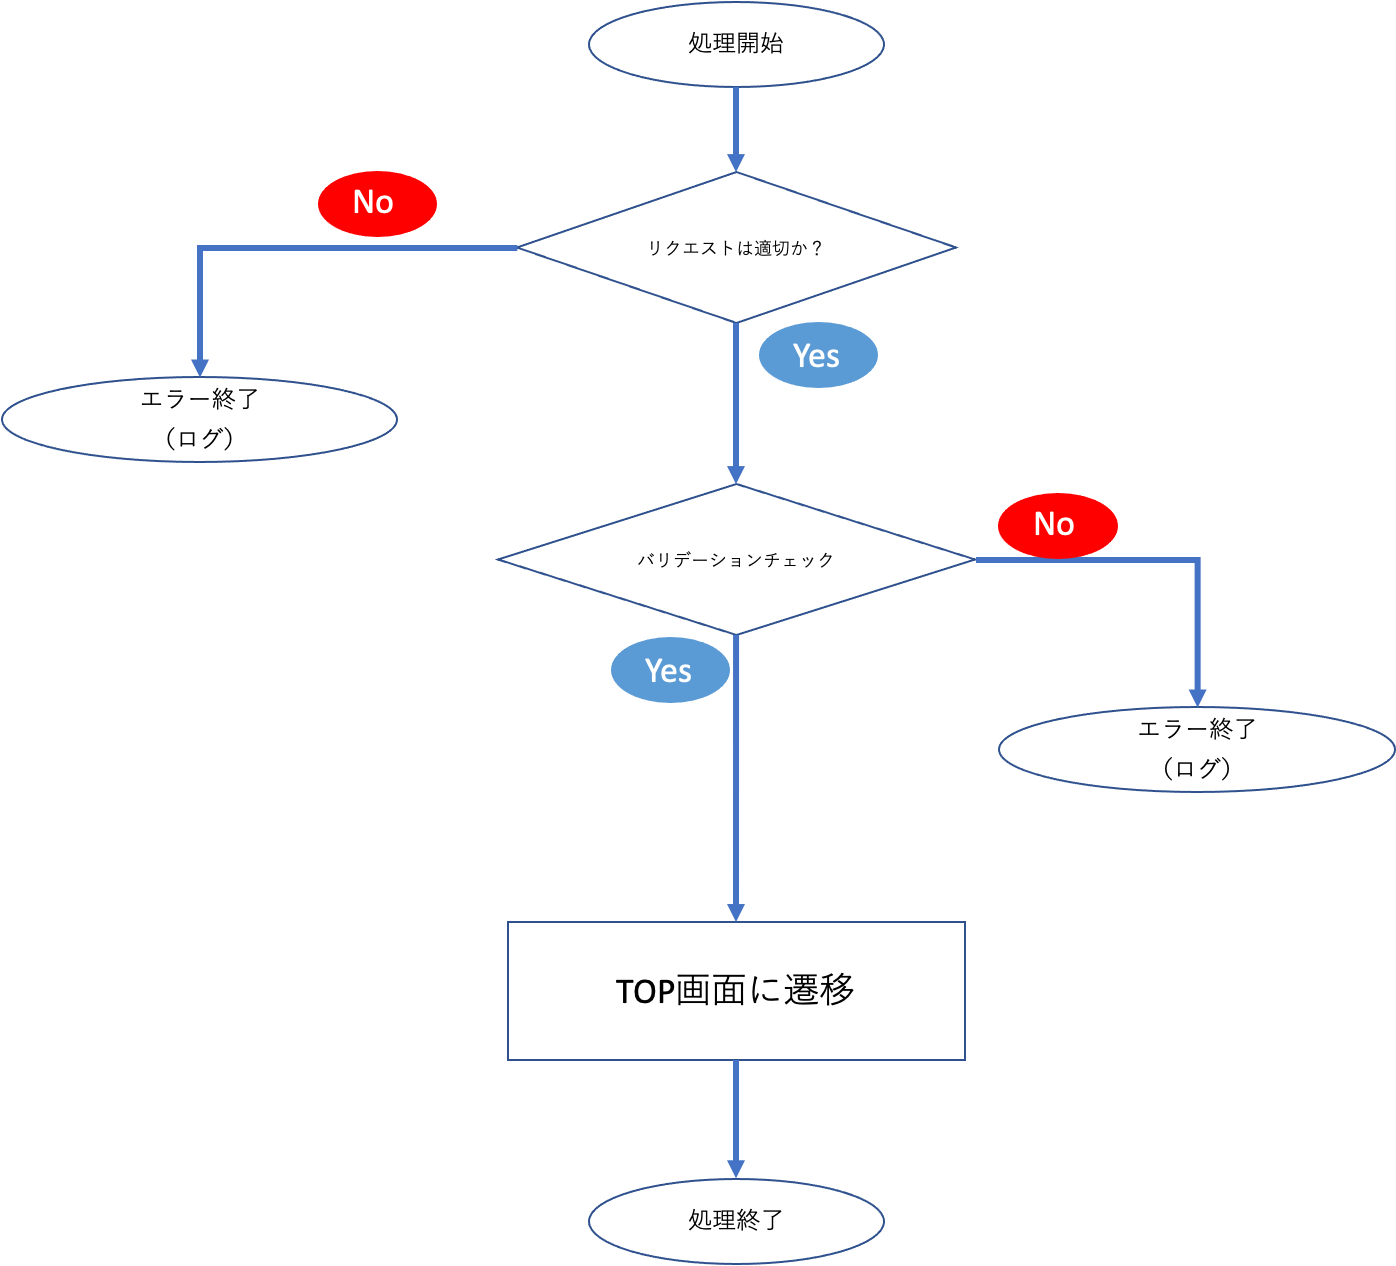 処理開始
No
リクエストは適切か？
Yes
エラー終了
（ログ）
No
バリデーションチェック
Yes
エラー終了
（ログ）
TOP画面に遷移
処理終了